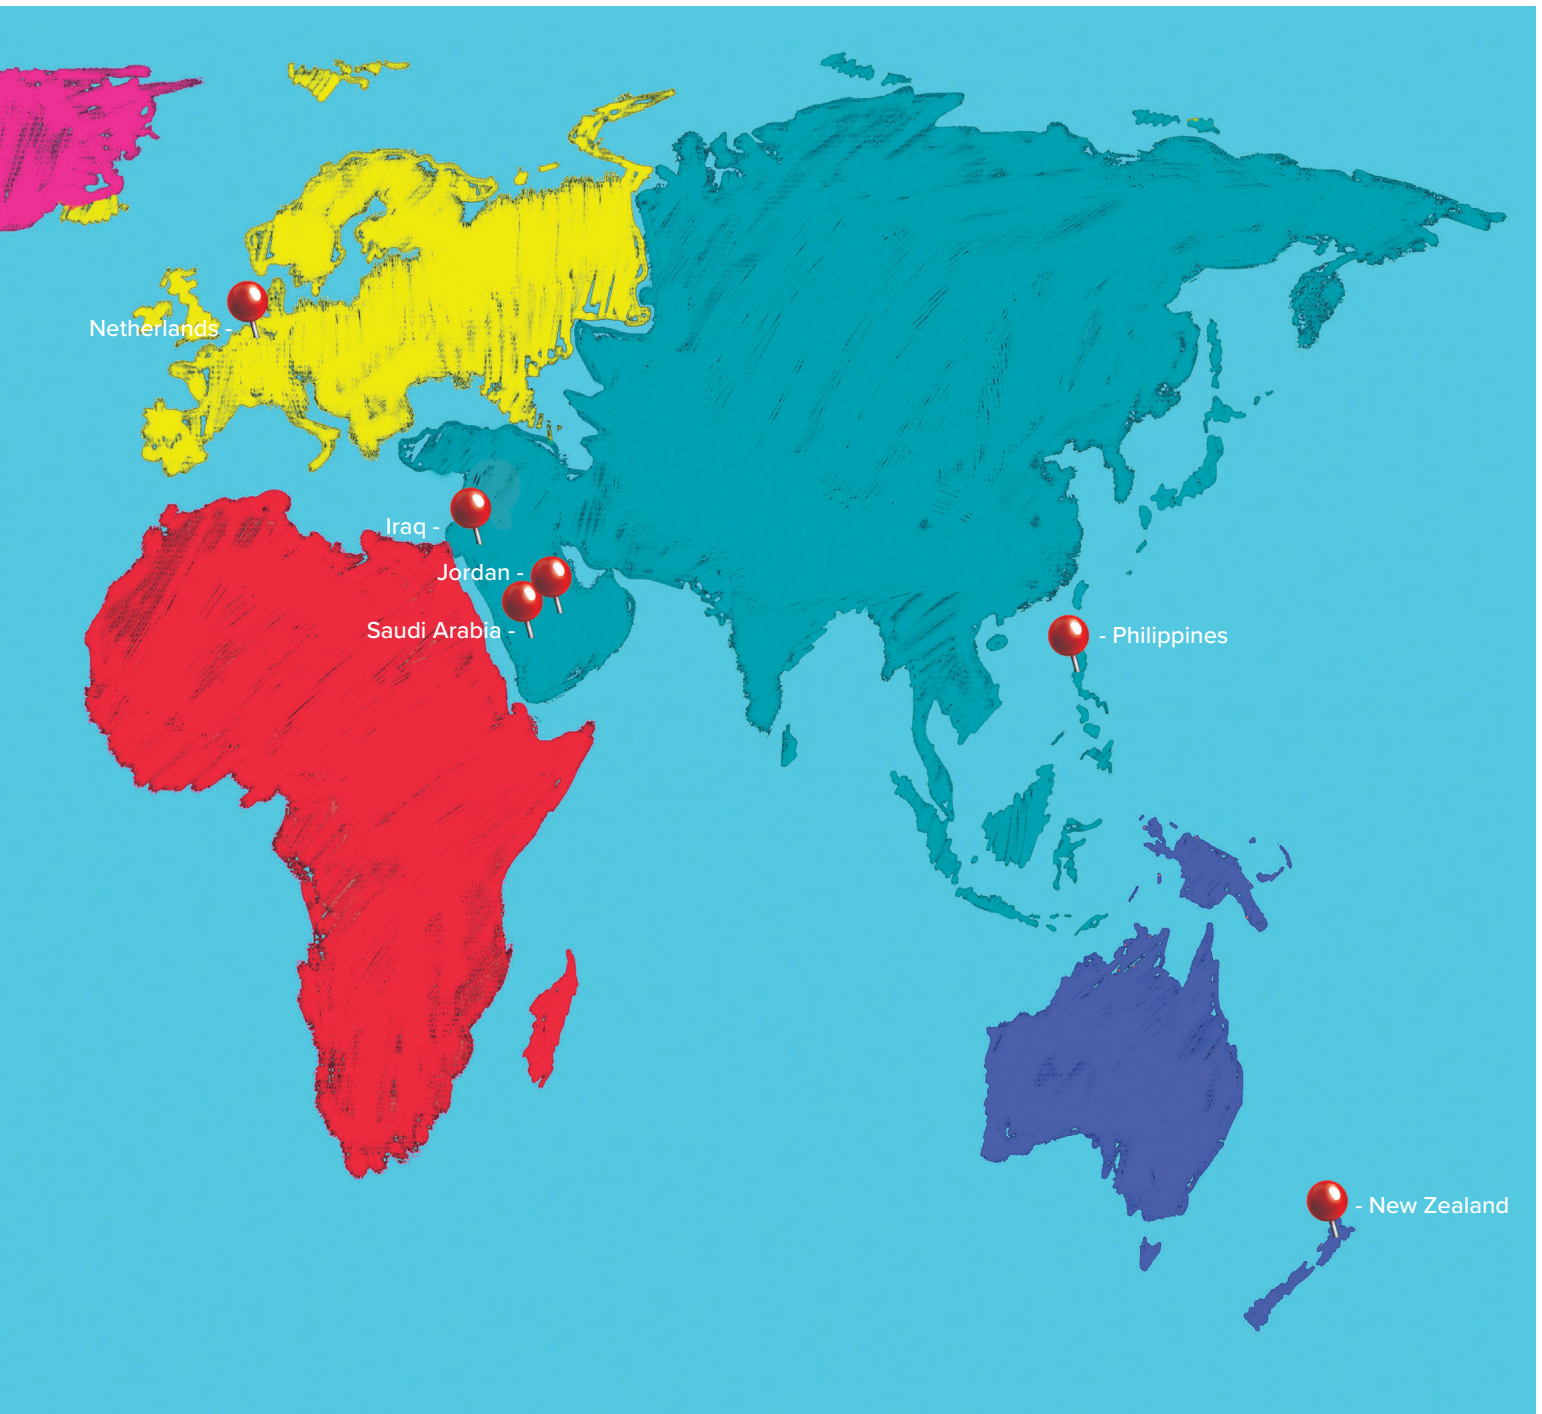 Netherlands -
Iraq -
Jordan -
Saudi Arabia -
- Philippines
- New Zealand